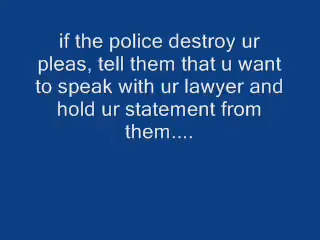 if the police destroy ur
pleas, tell them that u want
to speak with ur lawyer and
hold ur statement from
them....